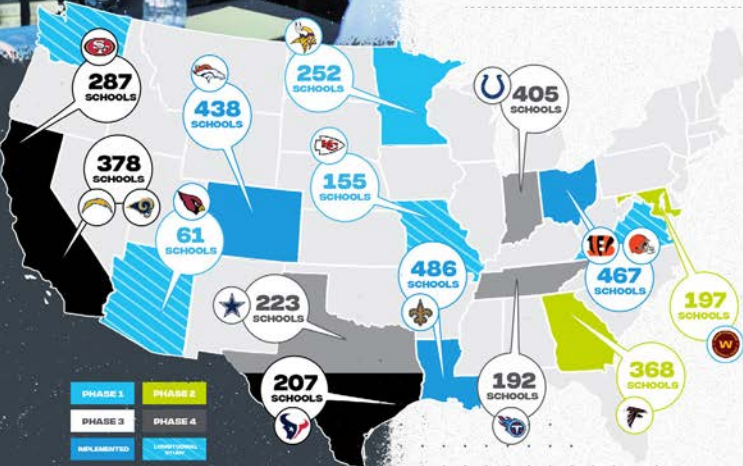 287
SCHOOLS
438
SCHOOLS
252
SCHOOLS
405
SCHOOLS
378
SCHOOLS
61
SCHOOLS
155
SCHOOLS
486
SCHOOLS
467
SCHOOLS
197
SCHOOLS
W
223
SCHOOLS
207
SCHOOLS
192
SCHOOLS
368
SCHOOLS
PHASE 1
PHASE 2
PHASE 3
PHASE 4
IMPLEMENTED
LONGITUDINAL
STUDY